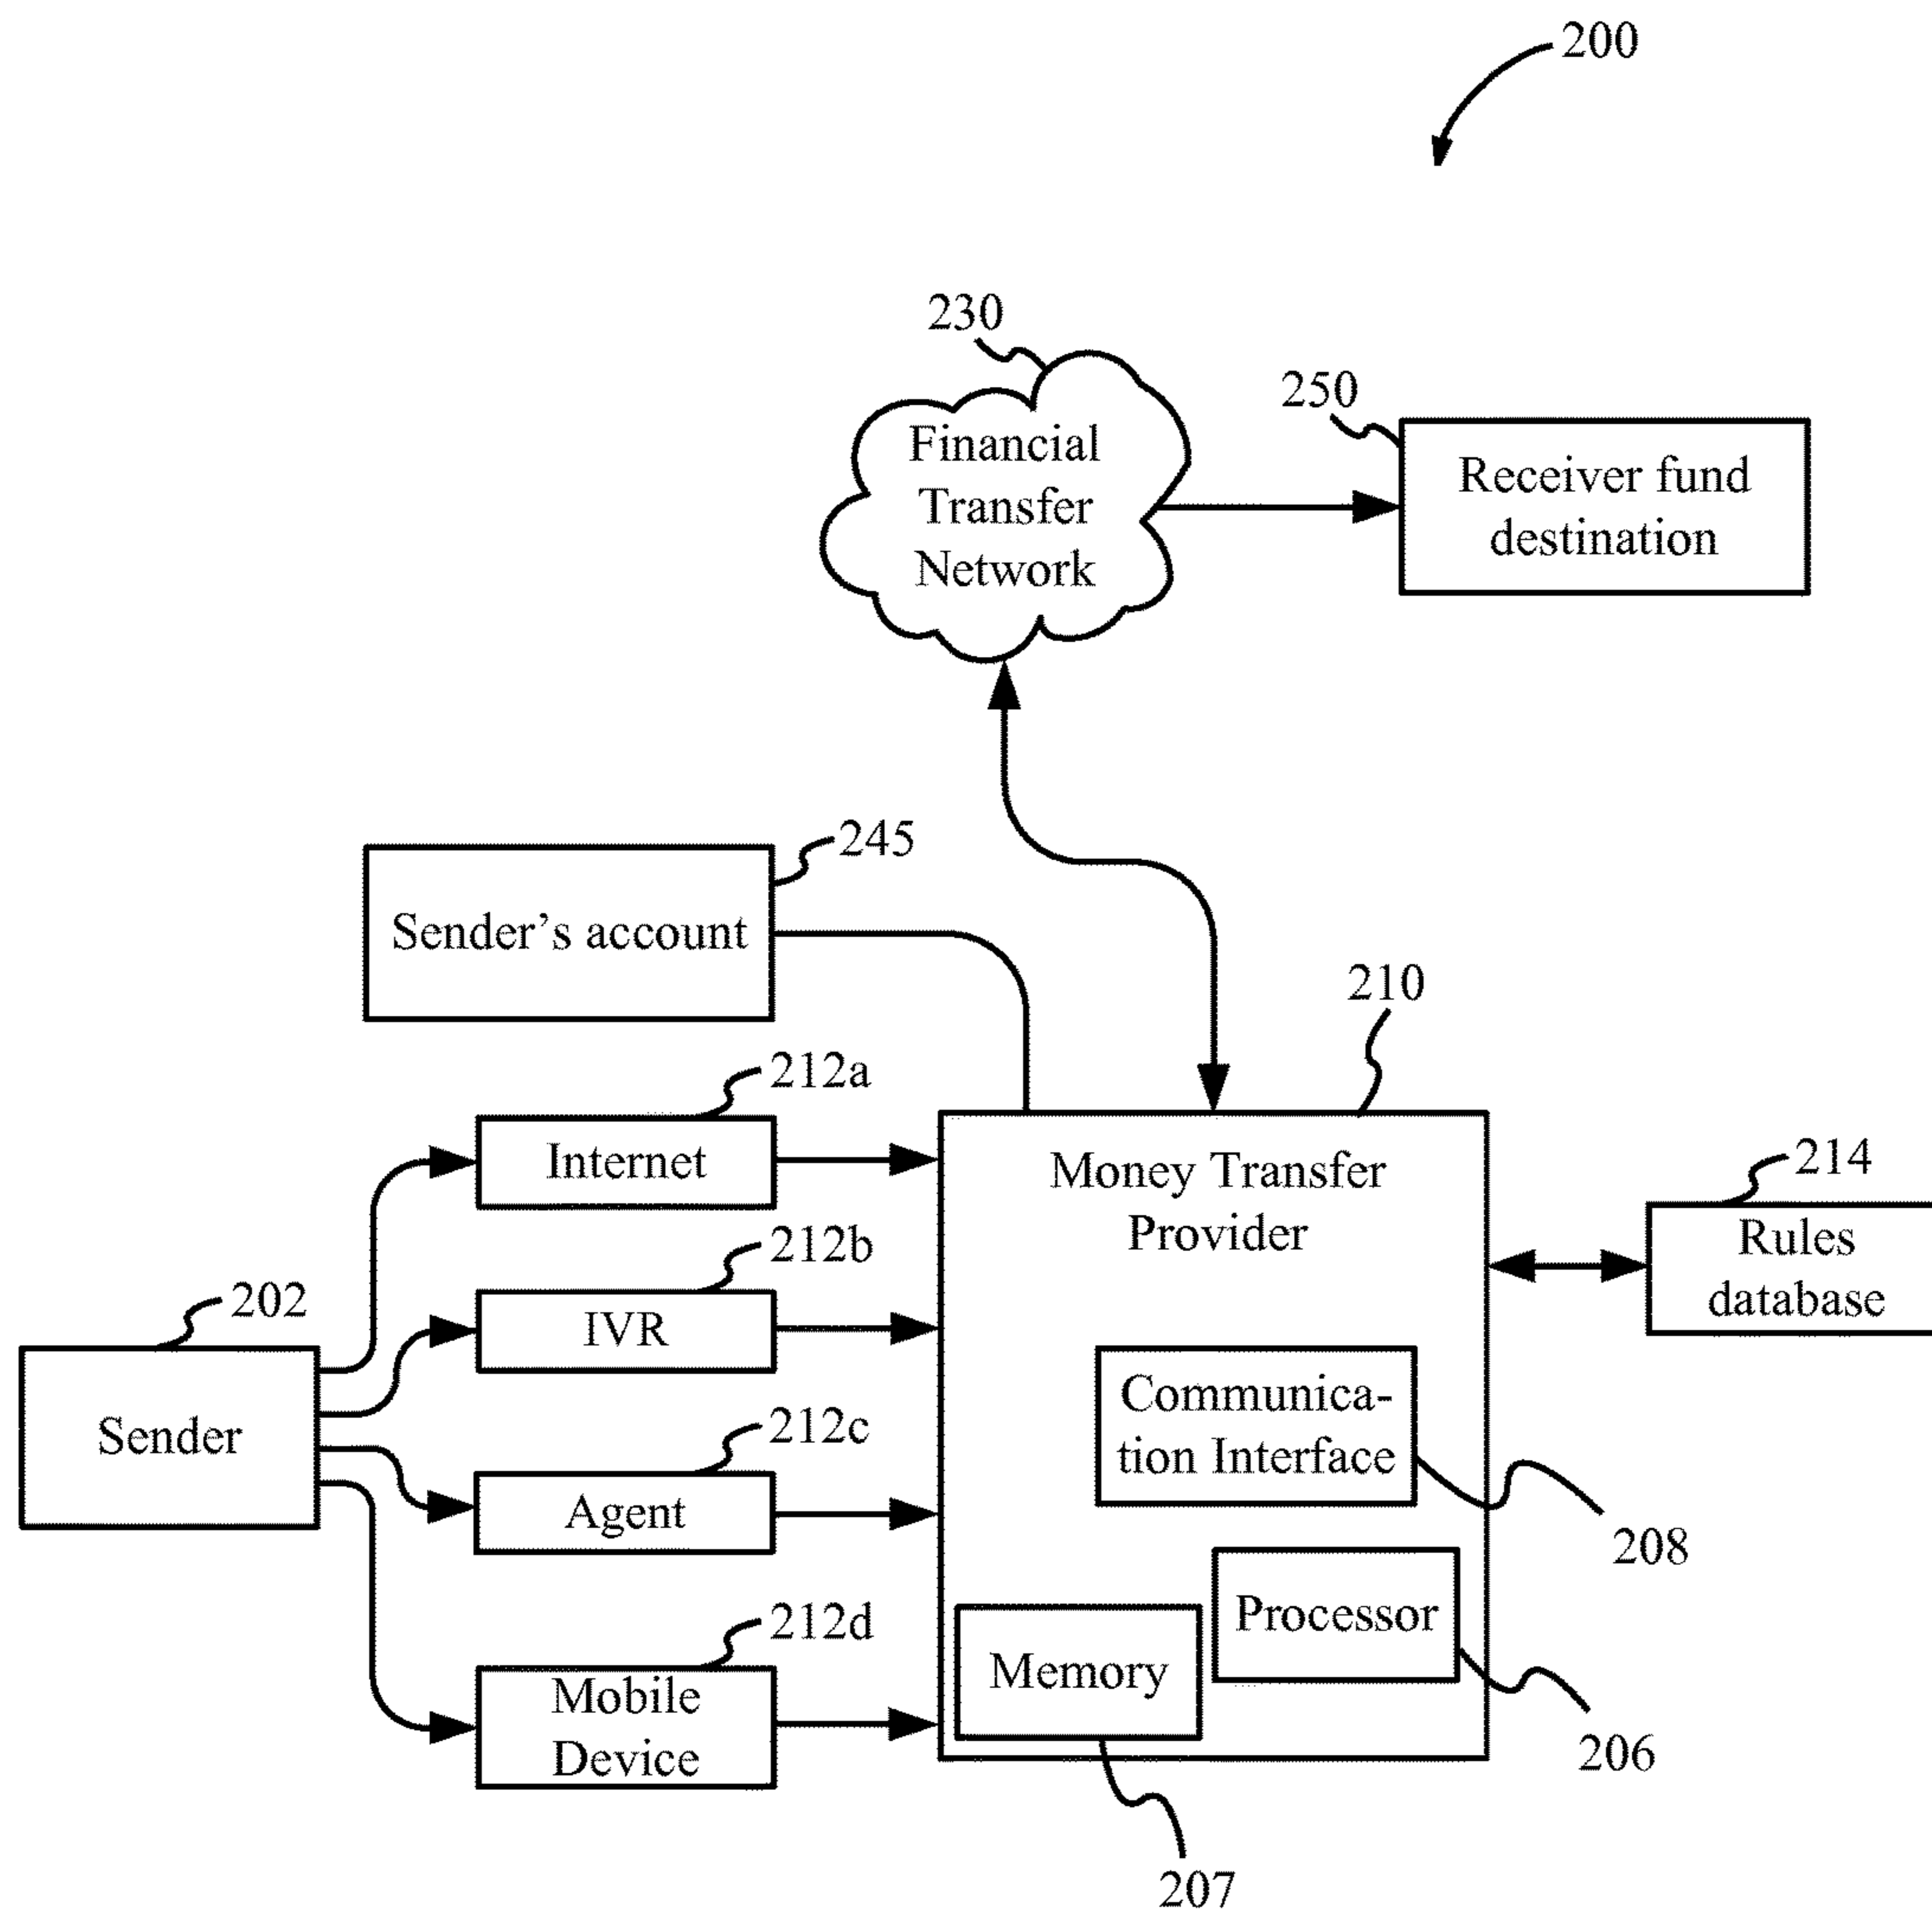 200
230
Financial
Transfer
Network
250
Receiver fund
destination
245
Sender’s account
210
212a
Internet
Money Transfer
Provider
214
Rules
database
212b
IVR
202
Sender
Communica-
tion Interface
212c
Agent
208
Processor
212d
Memory
Mobile
Device
206
207